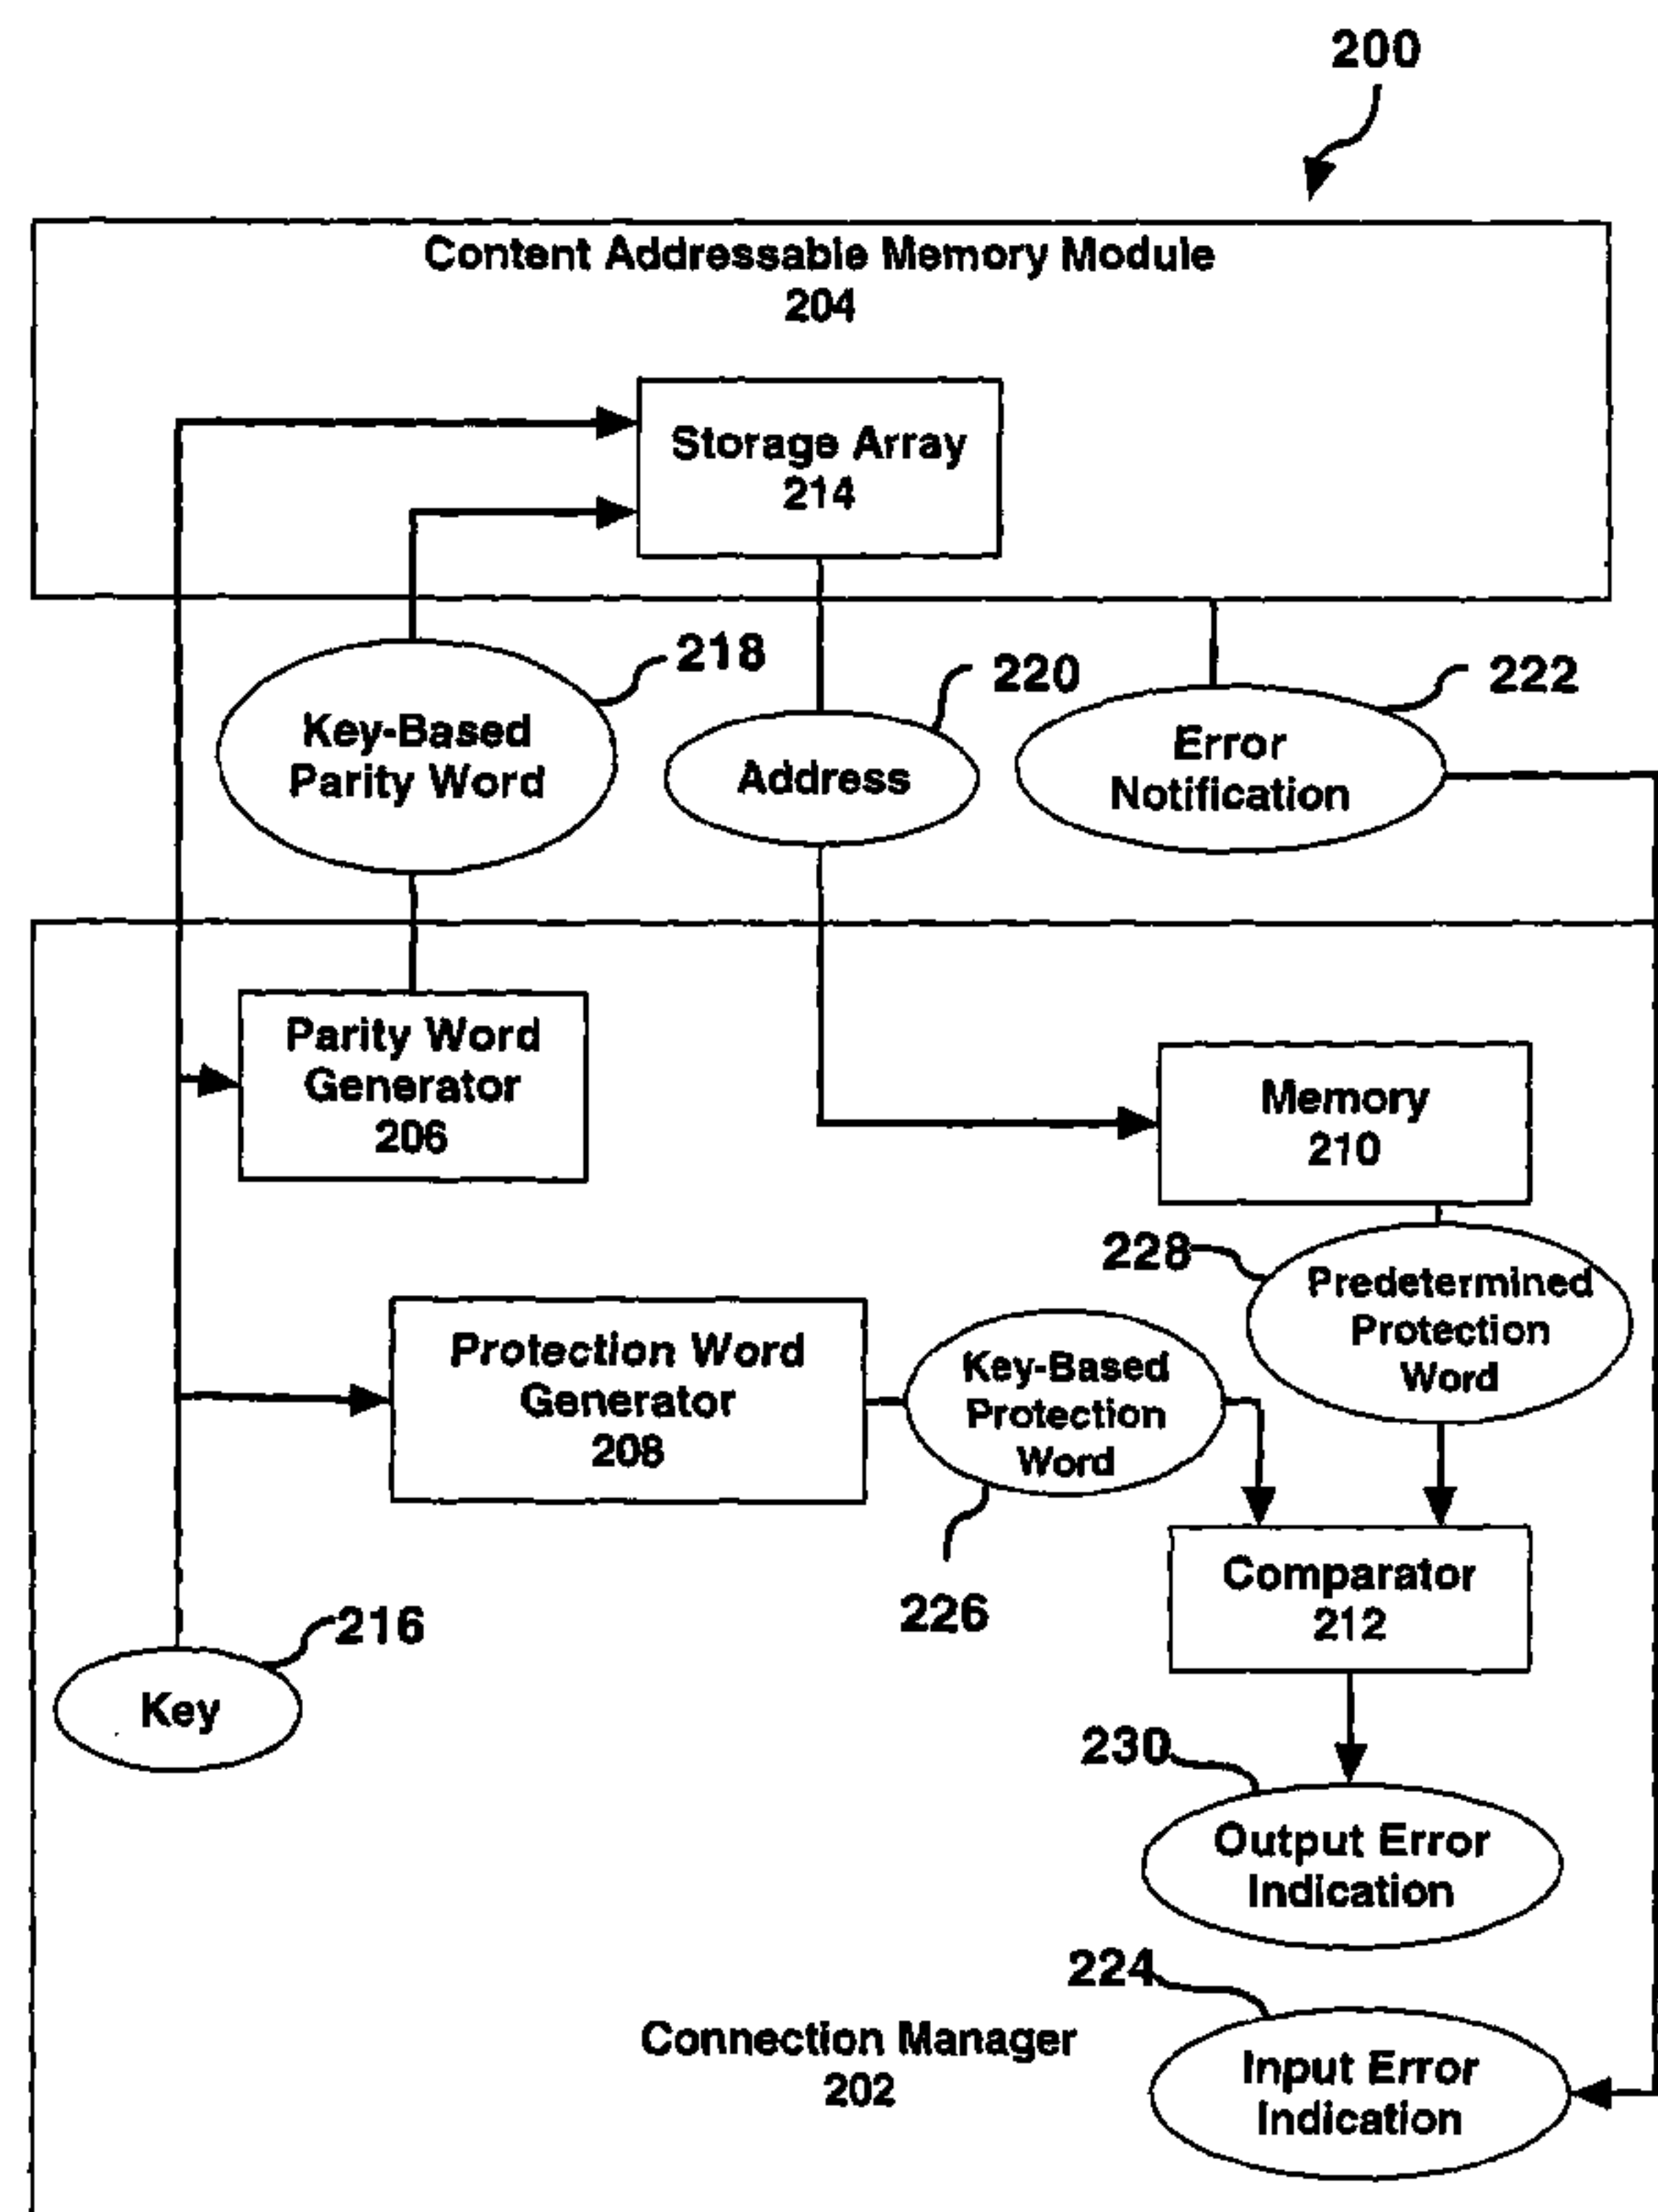 200
Content Addressable Memory Module
204
Storage Array
214
218
220
222
Key-Based
Parity Word
Address
Error
Notification
Parity Word
Generator
206
Memory
210
228
Predetermined
Protection
Word
Protection Word
Generator
208
Key-Based
Protection
Word
226
Comparator
212
216
Key
230
Output Error
Indication
224
Connection Manager
202
Input Error
Indication